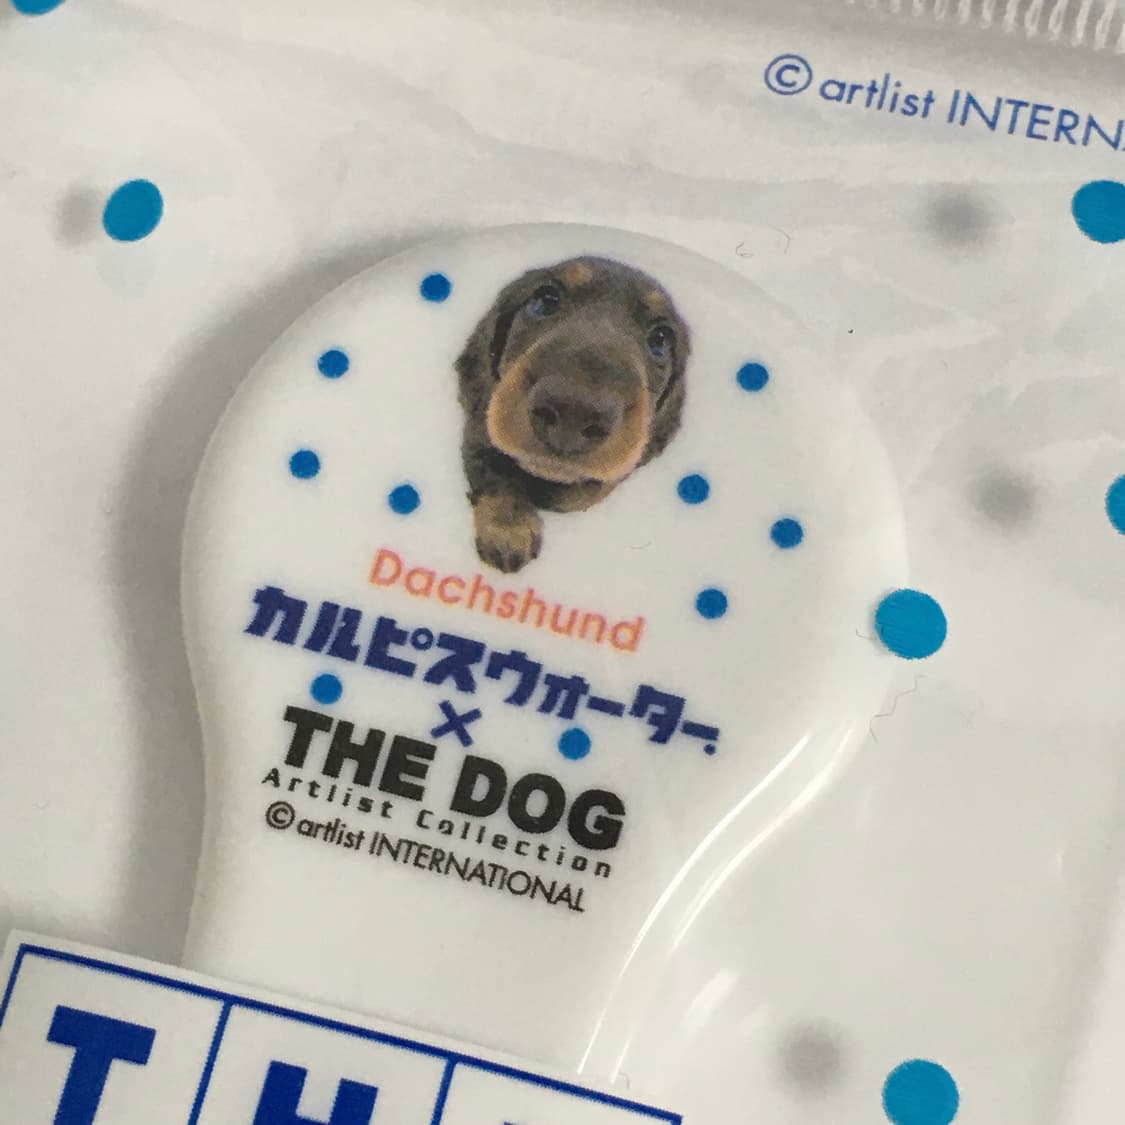 © artlist INTERN
Dachshund
カルピスウォーター
×
THE DOG
Artlist Collection
© artlist INTERNATIONAL
T H